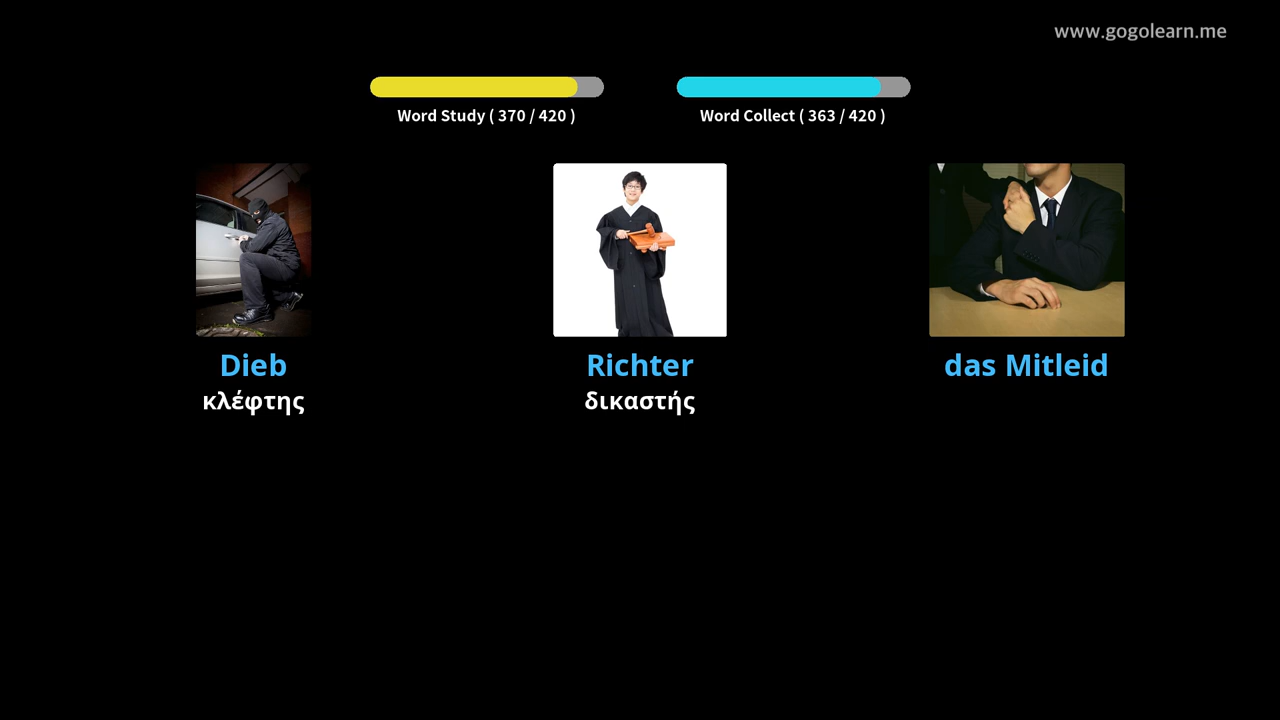 www.gogolearn.me
Word Study ( 370 / 420 )
Word Collect ( 363 / 420 )
Dieb
κλέφτης
Richter
δικαστής
das Mitleid